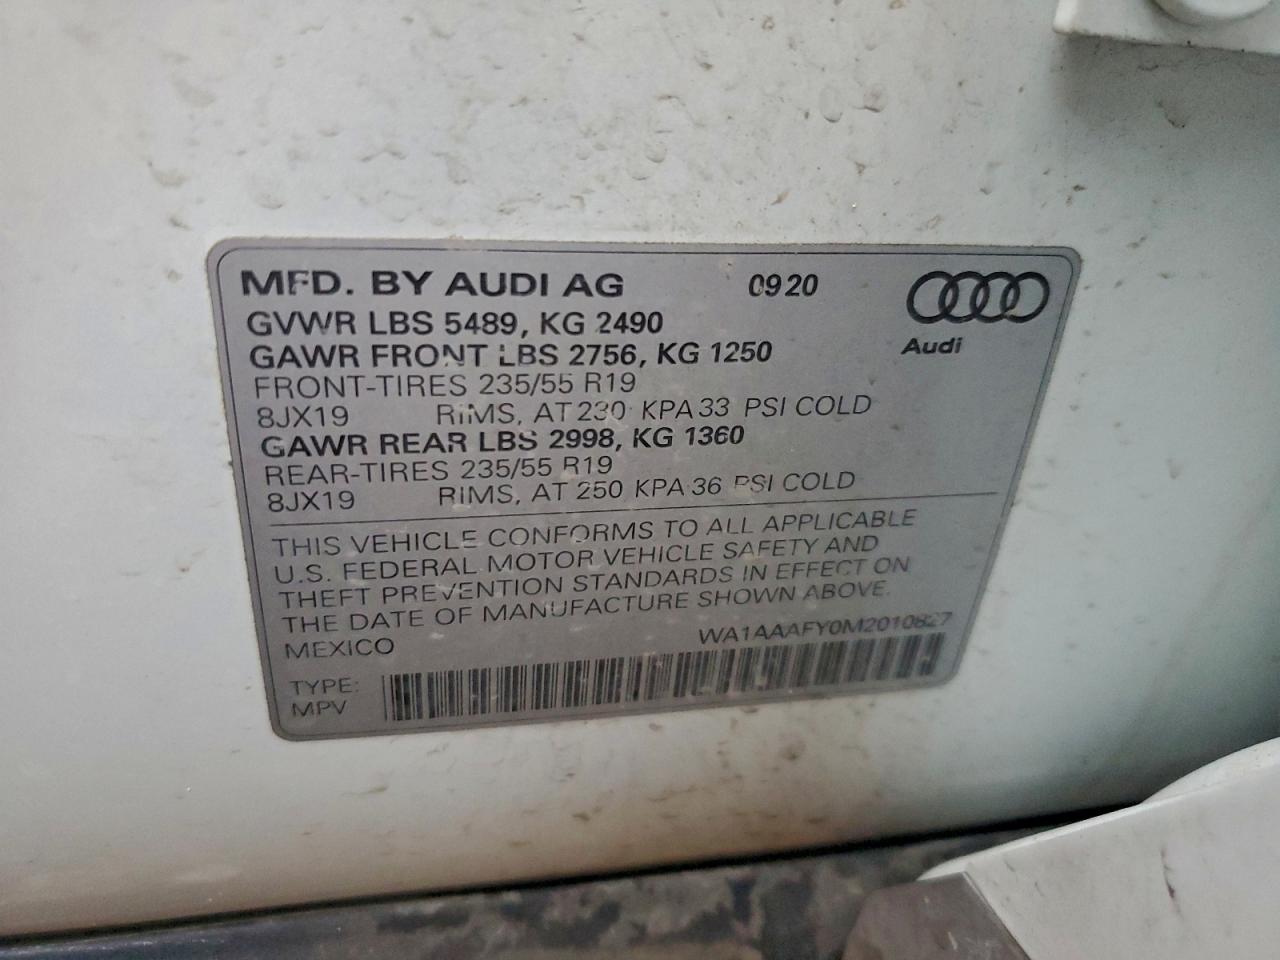 MFD. BY AUDI AG 0920
Audi
GVWR LBS 5489, KG 2490
GAWR FRONT LBS 2756, KG 1250
FRONT-TIRES 235/55 R19
8JX19 RIMS, AT 230 KPA 33 PSI COLD
GAWR REAR LBS 2998, KG 1360
REAR-TIRES 235/55 R19
8JX19 RIMS, AT 250 KPA 36 PSI COLD
THIS VEHICLE CONFORMS TO ALL APPLICABLE
U.S. FEDERAL MOTOR VEHICLE SAFETY AND
THEFT PREVENTION STANDARDS IN EFFECT ON
THE DATE OF MANUFACTURE SHOWN ABOVE.
MEXICO WA1AAAFY0M2010827
TYPE:
MPV